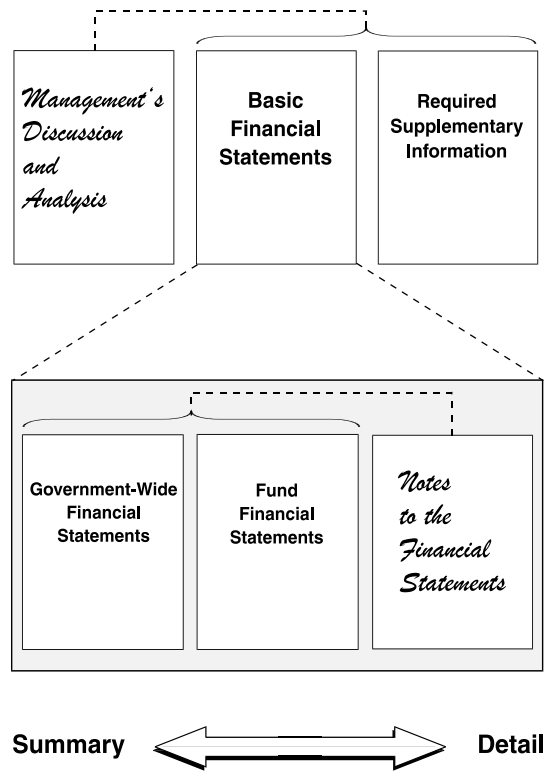 Management's
Discussion
and
Analysis
Basic
Financial
Statements
Required
Supplementary
Information
Government-Wide
Financial
Statements
Fund
Financial
Statements
Notes
to the
Financial
Statements
Summary
Detail